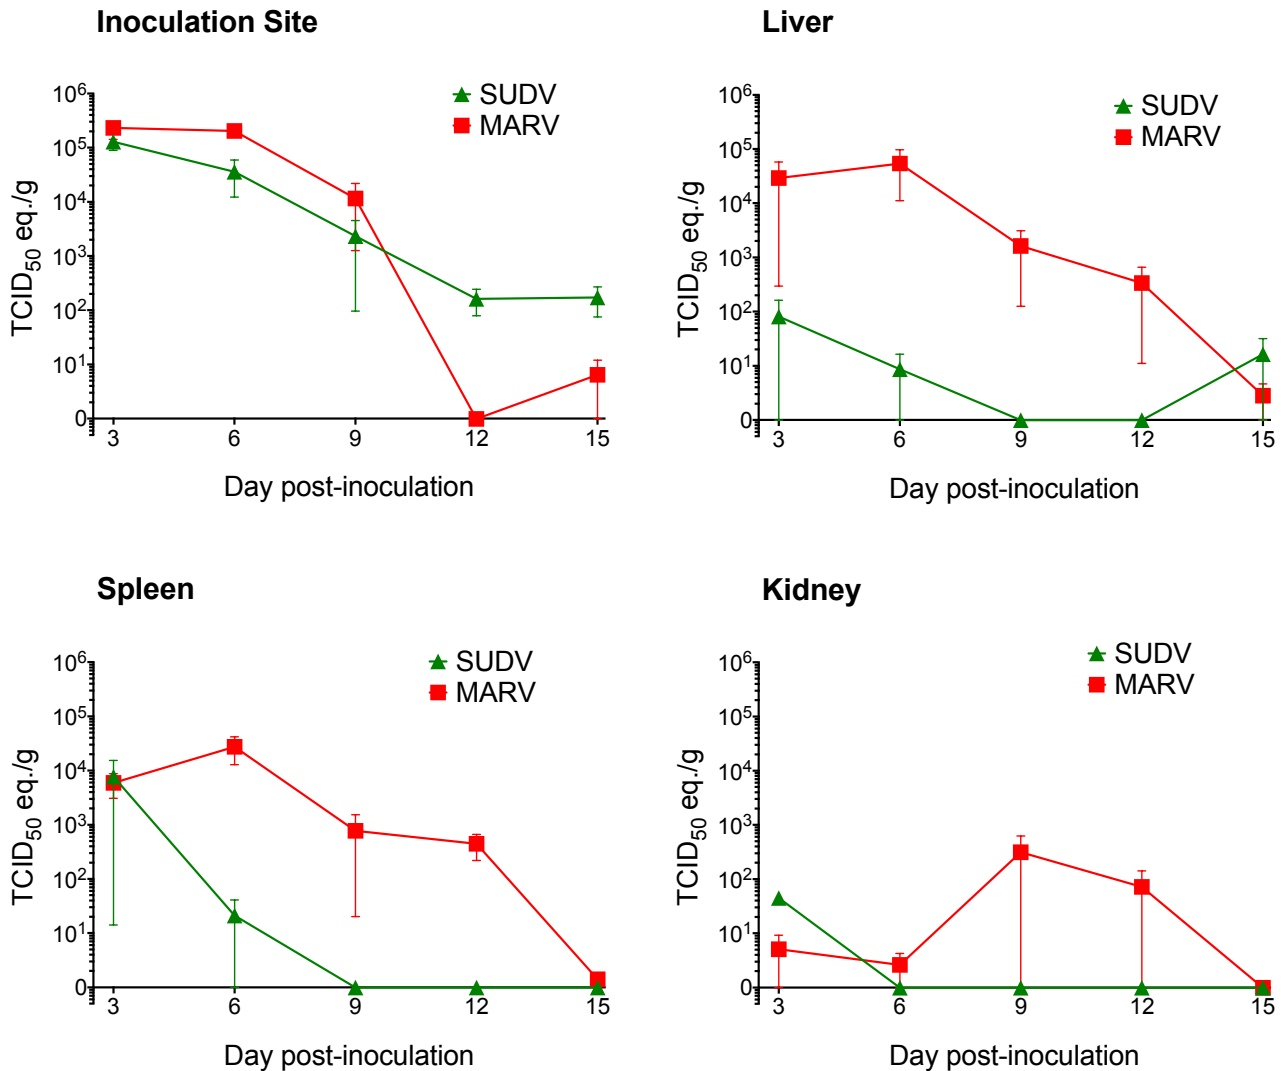 Inoculation Site
SUDV
MARV
10⁶
10⁵
10⁴
10³
10²
10¹
0
TCID₅₀ eq./g
3 6 9 12 15
Day post-inoculation
Liver
SUDV
MARV
10⁶
10⁵
10⁴
10³
10²
10¹
0
TCID₅₀ eq./g
3 6 9 12 15
Day post-inoculation
Spleen
SUDV
MARV
10⁶
10⁵
10⁴
10³
10²
10¹
0
TCID₅₀ eq./g
3 6 9 12 15
Day post-inoculation
Kidney
SUDV
MARV
10⁶
10⁵
10⁴
10³
10²
10¹
0
TCID₅₀ eq./g
3 6 9 12 15
Day post-inoculation